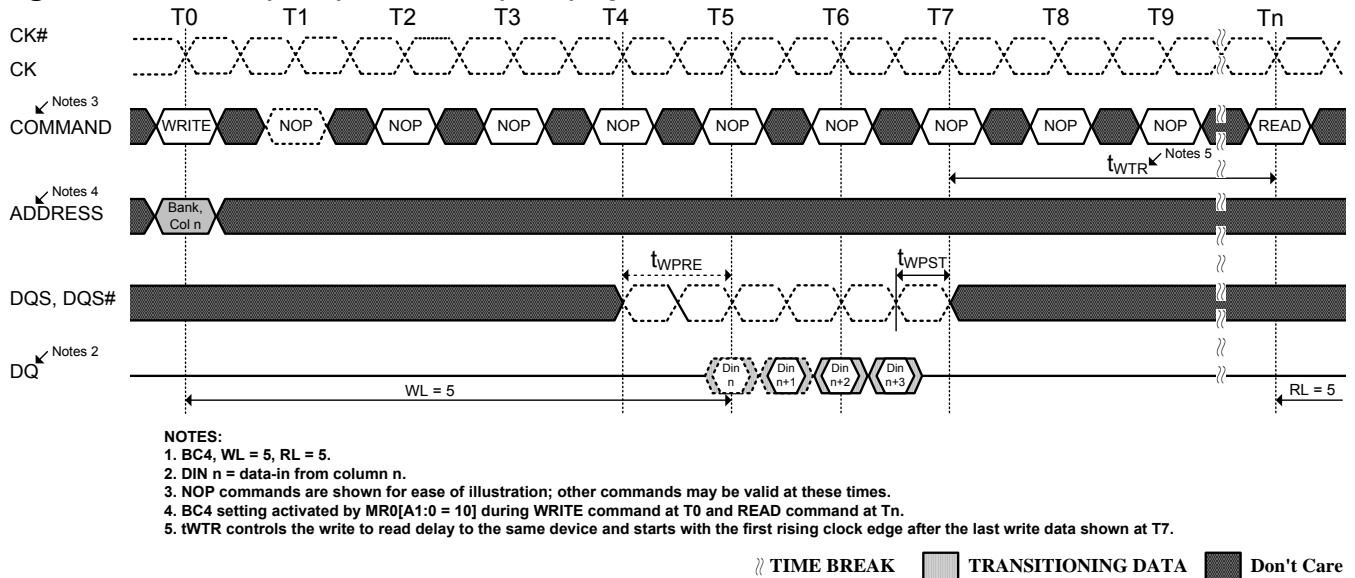 T0 T1 T2 T3 T4 T5 T6 T7 T8 T9 Tn
CK#
CK
Notes 3
COMMAND
WRITE NOP NOP NOP NOP NOP NOP NOP NOP NOP READ
tWTR Notes 5
Notes 4
ADDRESS
Bank,
Col n
tWPRE tWPST
DQS, DQS#
Notes 2
DQ
Din
n
Din
n+1
Din
n+2
Din
n+3
WL = 5
RL = 5
NOTES:
1. BC4, WL = 5, RL = 5.
2. DIN n = data-in from column n.
3. NOP commands are shown for ease of illustration; other commands may be valid at these times.
4. BC4 setting activated by MR0[A1:0 = 10] during WRITE command at T0 and READ command at Tn.
5. tWTR controls the write to read delay to the same device and starts with the first rising clock edge after the last write data shown at T7.
TIME BREAK TRANSITIONING DATA Don't Care